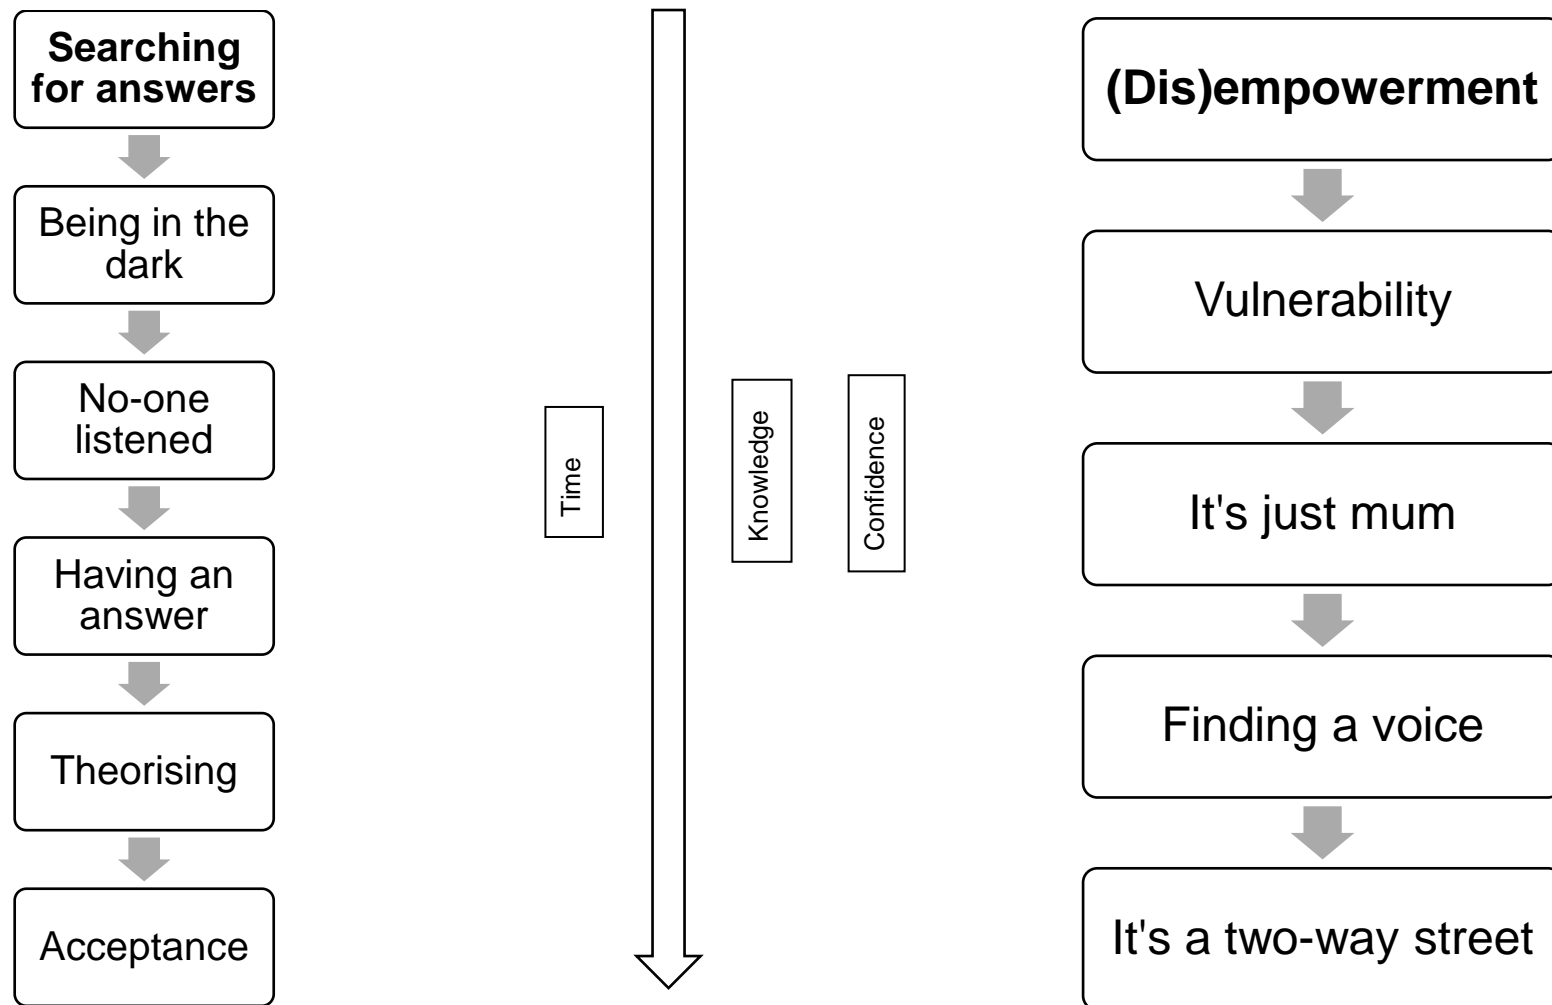 Searching
for answers
Being in the
dark
No-one
listened
Having an
answer
Theorising
Acceptance
Time
Knowledge
Confidence
(Dis)empowerment
Vulnerability
It's just mum
Finding a voice
It's a two-way street